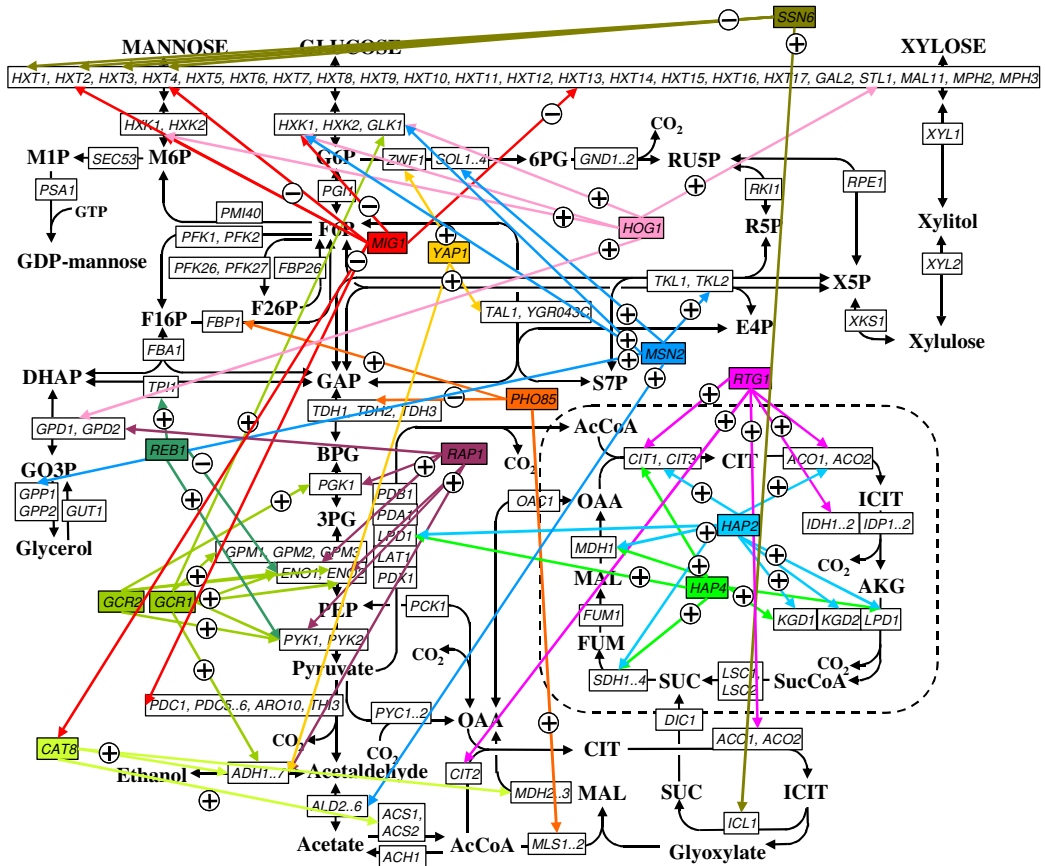 SSN6
MANNOSE GLUCOSE XYLOSE
HXT1, HXT2, HXT3, HXT4, HXT5, HXT6, HXT7, HXT8, HXT9, HXT10, HXT11, HXT12, HXT13, HXT14, HXT15, HXT16, HXT17, GAL2, STL1, MAL11, MPH2, MPH3
HXK1, HXK2
HXK1, HXK2, GLK1
CO2
XYL1
M1P
SEC53
M6P
G6P
ZWF1
SOL1..4
6PG
GND1..2
RU5P
PSA1
PGI1
RKI1
RPE1
GTP
PMI40
HOG1
Xylitol
GDP-mannose
PFK1, PFK2
F6P
MIG1
YAP1
R5P
PFK26, PFK27
FBP26
XYL2
TKL1, TKL2
X5P
F26P
F16P
FBP1
TAL1, YGR043C
E4P
XKS1
Xylulose
FBA1
MSN2
DHAP
TPI1
GAP
S7P
RTG1
PHO85
TDH1, TDH2, TDH3
GPD1, GPD2
AcCoA
REB1
BPG
RAP1
CO2
CIT1, CIT3
CIT
ACO1, ACO2
GO3P
GPP1
GPP2
GUT1
PGK1
PDB1
PDA1
LPD1
LAT1
PDX1
OAC1
OAA
ICIT
3PG
HAP2
IDH1..2
IDP1..2
Glycerol
GPM1, GPM2, GPM3
MDH1
CO2
ENO1, ENO2
MAL
AKG
HAP4
GCR2
GCR1
PEP
PCK1
FUM1
KGD1
KGD2
LPD1
PYK1, PYK2
FUM
Pyruvate
CO2
SDH1..4
SUC
LSC1,
LSC2
SucCoA
CO2
PDC1, PDC5..6, ARO10, THI3
PYC1..2
OAA
DIC1
CAT8
CO2
CO2
CIT
ACO1, ACO2
Ethanol
ADH1..7
Acetaldehyde
CIT2
MDH2..3
MAL
SUC
ICIT
ALD2..6
ACS1,
ACS2
ICL1
Acetate
ACH1
AcCoA
MLS1..2
Glyoxylate